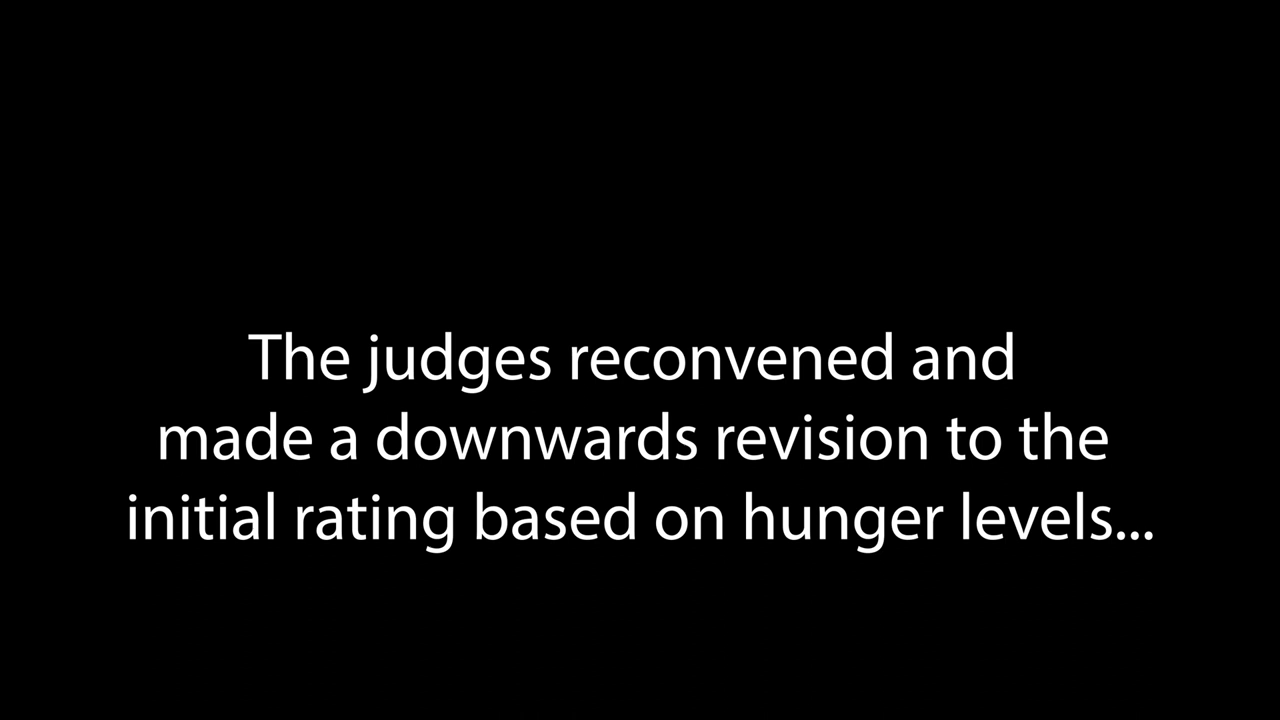 The judges reconvened and
made a downwards revision to the
initial rating based on hunger levels...